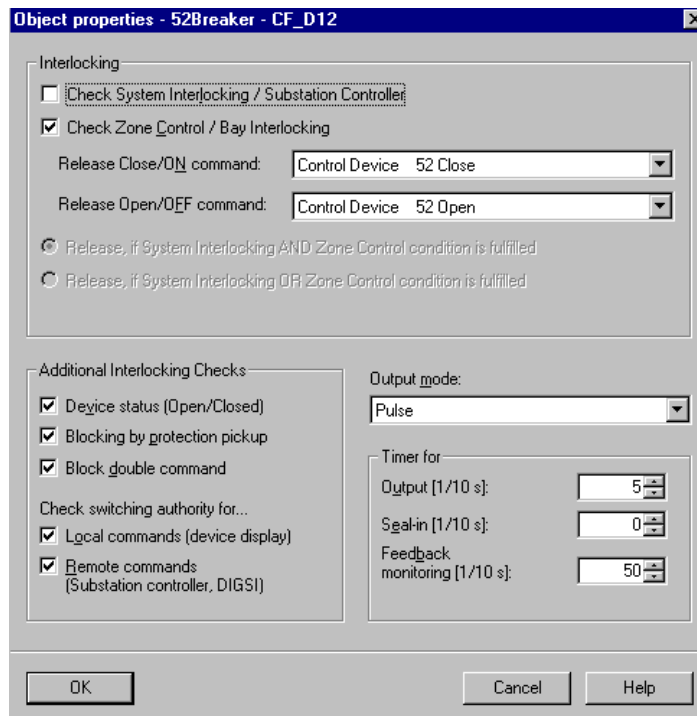 Object properties - 52Breaker - CF_D12
Interlocking
Check System Interlocking / Substation Controller
Check Zone Control / Bay Interlocking
Release Close/ON command:
Control Device 52 Close
Release Open/OFF command:
Control Device 52 Open
Release, if System Interlocking AND Zone Control condition is fulfilled
Release, if System Interlocking OR Zone Control condition is fulfilled
Additional Interlocking Checks
Device status (Open/Closed)
Blocking by protection pickup
Block double command
Check switching authority for...
Local commands (device display)
Remote commands
(Substation controller, DIGSI)
Output mode:
Pulse
Timer for
Output [1/10 s]:
5
Seal-in [1/10 s]:
0
Feedback
monitoring [1/10 s]:
50
OK
Cancel
Help